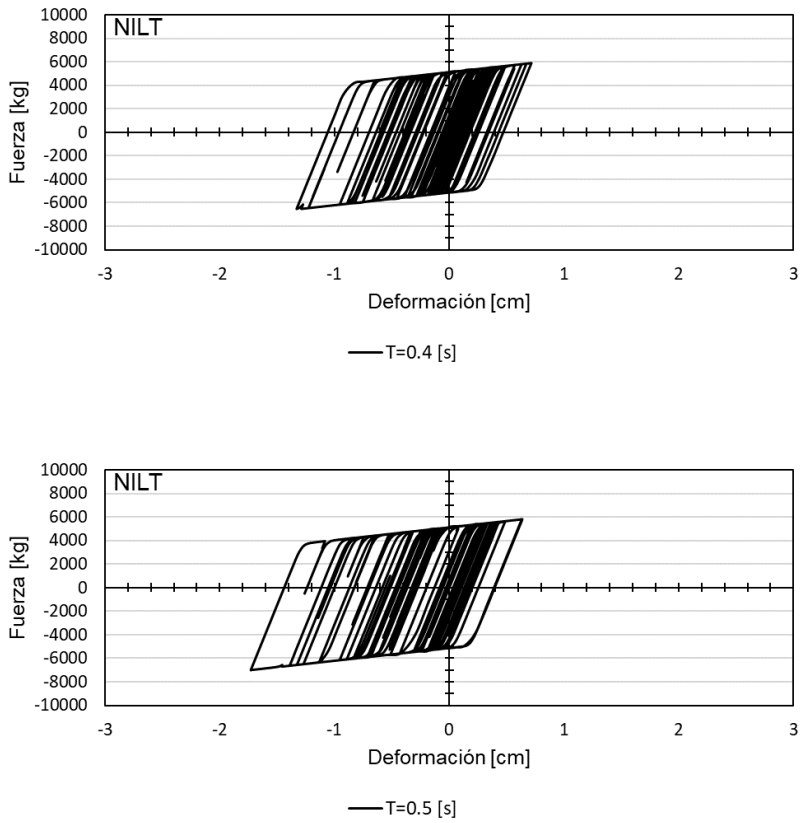 NILT
Fuerza [kg]
10000
8000
6000
4000
2000
0
-2000
-4000
-6000
-8000
-10000
-3 -2 -1 0 1 2 3
Deformación [cm]
T=0.4 [s]
NILT
Fuerza [kg]
10000
8000
6000
4000
2000
0
-2000
-4000
-6000
-8000
-10000
-3 -2 -1 0 1 2 3
Deformación [cm]
T=0.5 [s]